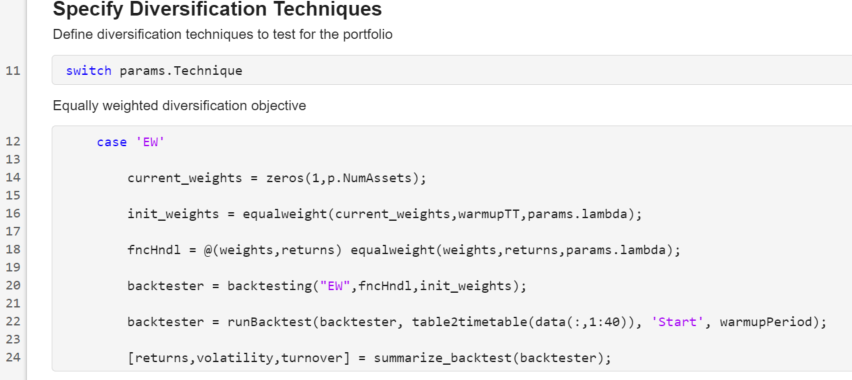 Specify Diversification Techniques
Define diversification techniques to test for the portfolio
11 switch params.Technique
Equally weighted diversification objective
12 case 'EW'
13
14 current_weights = zeros(1,p.NumAssets);
15
16 init_weights = equalweight(current_weights,warmupTT,params.lambda);
17
18 fncHndl = @(weights,returns) equalweight(weights,returns,params.lambda);
19
20 backtester = backtesting("EW",fncHndl,init_weights);
21
22 backtester = runBacktest(backtester, table2timetable(data(:,1:40)), 'Start', warmupPeriod);
23
24 [returns,volatility,turnover] = summarize_backtest(backtester);